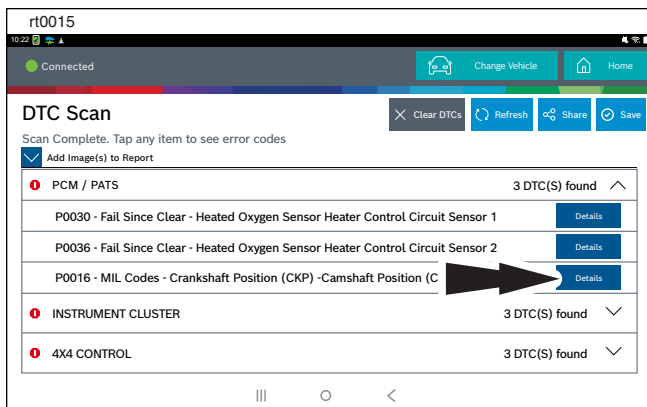 rt0015
10:22
Connected
Change Vehicle
Home
DTC Scan
Clear DTCs
Refresh
Share
Save
Scan Complete. Tap any item to see error codes
Add Image(s) to Report
PCM / PATS 3 DTC(S) found
P0030 - Fail Since Clear - Heated Oxygen Sensor Heater Control Circuit Sensor 1 Details
P0036 - Fail Since Clear - Heated Oxygen Sensor Heater Control Circuit Sensor 2 Details
P0016 - MIL Codes - Crankshaft Position (CKP) -Camshaft Position (C Details
INSTRUMENT CLUSTER 3 DTC(S) found
4X4 CONTROL 3 DTC(S) found